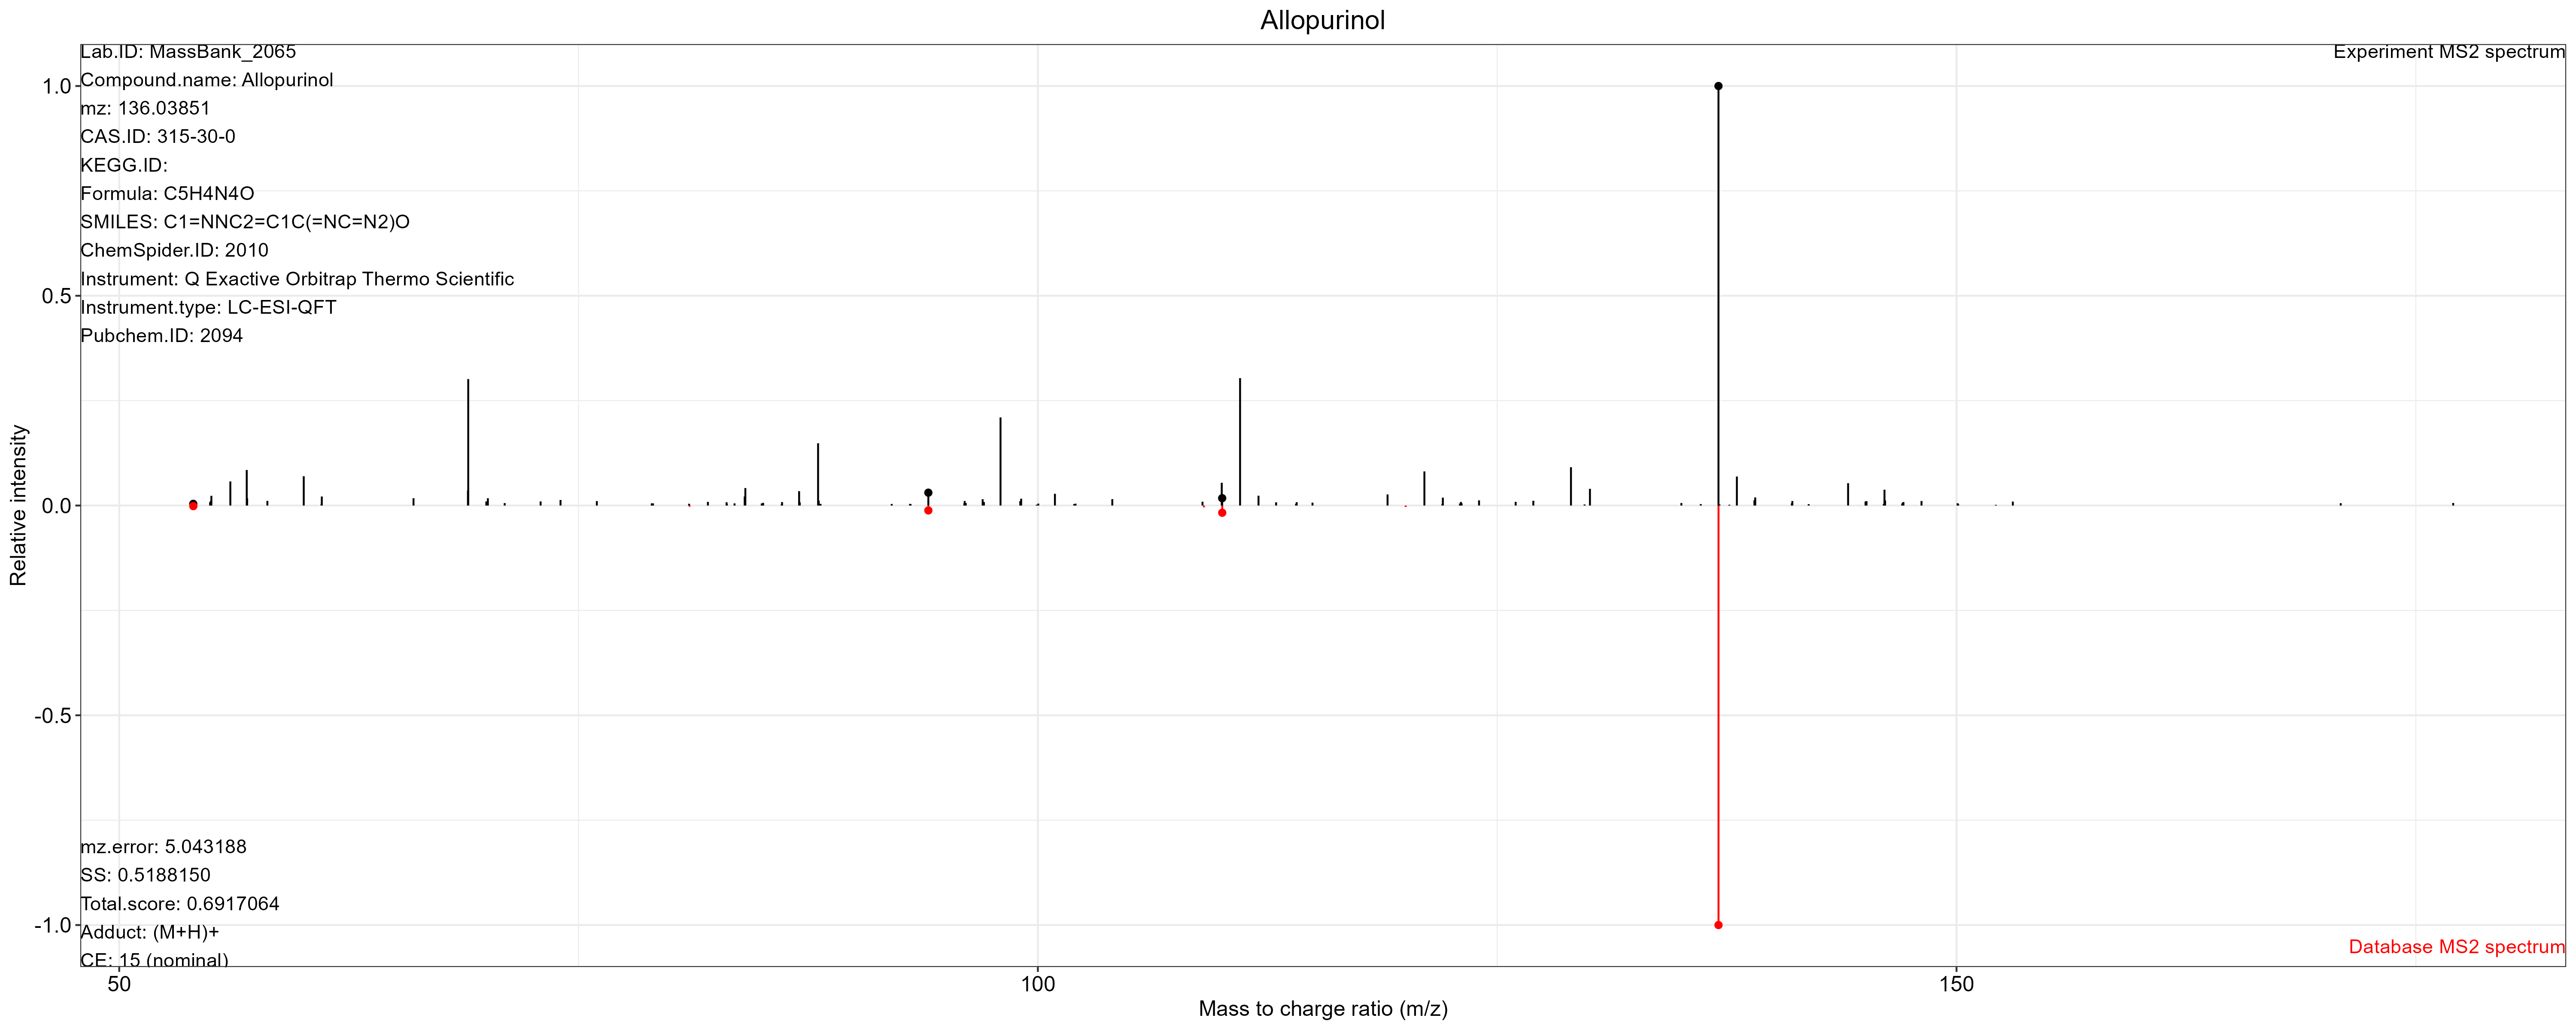 Allopurinol
Lab.ID: MassBank_2065
Experiment MS2 spectrum
Compound.name: Allopurinol
mz: 136.03851
CAS.ID: 315-30-0
KEGG.ID:
Formula: C5H4N4O
SMILES: C1=NNC2=C1C(=NC=N2)O
ChemSpider.ID: 2010
Instrument: Q Exactive Orbitrap Thermo Scientific
Instrument.type: LC-ESI-QFT
Pubchem.ID: 2094
1.0
0.5
0.0
-0.5
-1.0
Relative intensity
mz.error: 5.043188
SS: 0.5188150
Total.score: 0.6917064
Adduct: (M+H)+
CE: 15 (nominal)
Database MS2 spectrum
50
100
150
Mass to charge ratio (m/z)